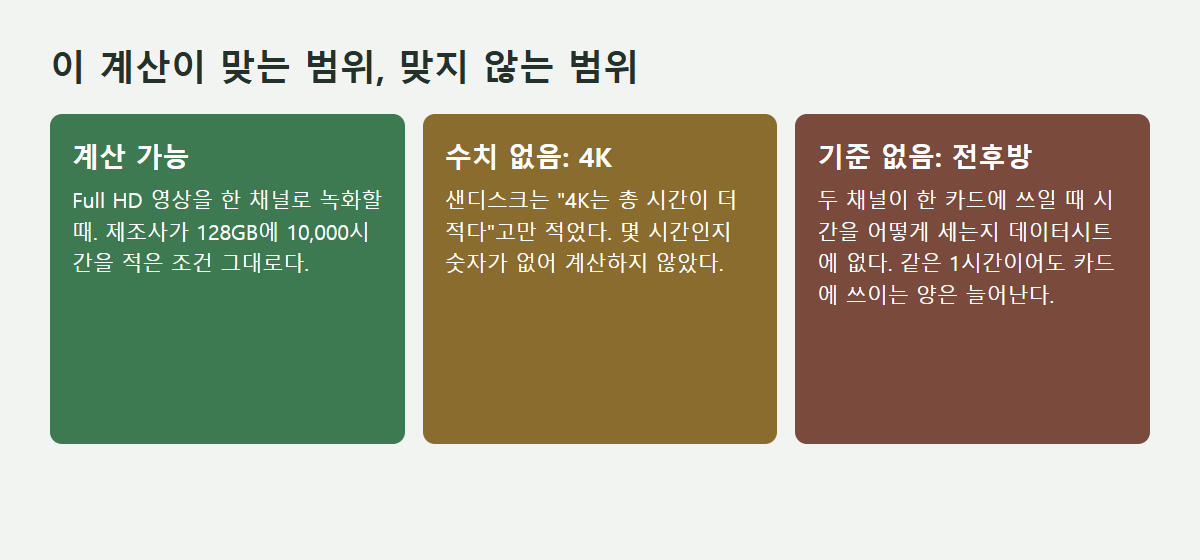 이 계산이 맞는 범위, 맞지 않는 범위
계산 가능
Full HD 영상을 한 채널로 녹화할
때. 제조사가 128GB에 10,000시
간을 적은 조건 그대로다.
수치 없음: 4K
샌디스크는 "4K는 총 시간이 더
적다"고만 적었다. 몇 시간인지
숫자가 없어 계산하지 않았다.
기준 없음: 전후방
두 채널이 한 카드에 쓰일 때 시
간을 어떻게 세는지 데이터시트
에 없다. 같은 1시간이어도 카드
에 쓰이는 양은 늘어난다.